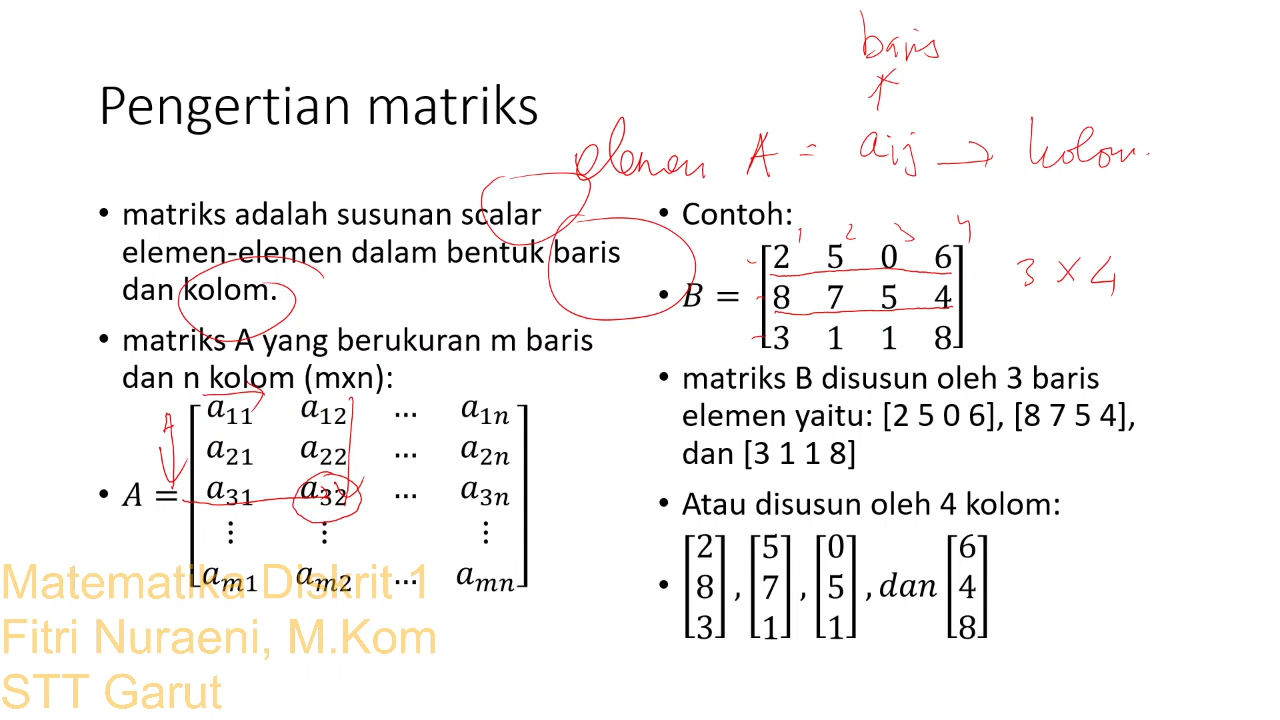 baris
Pengertian matriks
elemen A = aij → kolom
• matriks adalah susunan scalar
elemen-elemen dalam bentuk baris
dan kolom.
• matriks A yang berukuran m baris
dan n kolom (mxn):
A
• A = [a₁₁ a₁₂ … a₁ₙ
a₂₁ a₂₂ … a₂ₙ
a₃₁ a₃₂ … a₃ₙ
⋮ ⋮ ⋮
aₘ₁ aₘ₂ … aₘₙ]
• Contoh:
1 2 3 4
• B = [2 5 0 6
8 7 5 4
3 1 1 8]
3 × 4
• matriks B disusun oleh 3 baris
elemen yaitu: [2 5 0 6], [8 7 5 4],
dan [3 1 1 8]
• Atau disusun oleh 4 kolom:
• [2 8 3], [5 7 1], [0 5 1], dan [6 4 8]
Matematika Diskrit 1
Fitri Nuraeni, M.Kom
STT Garut